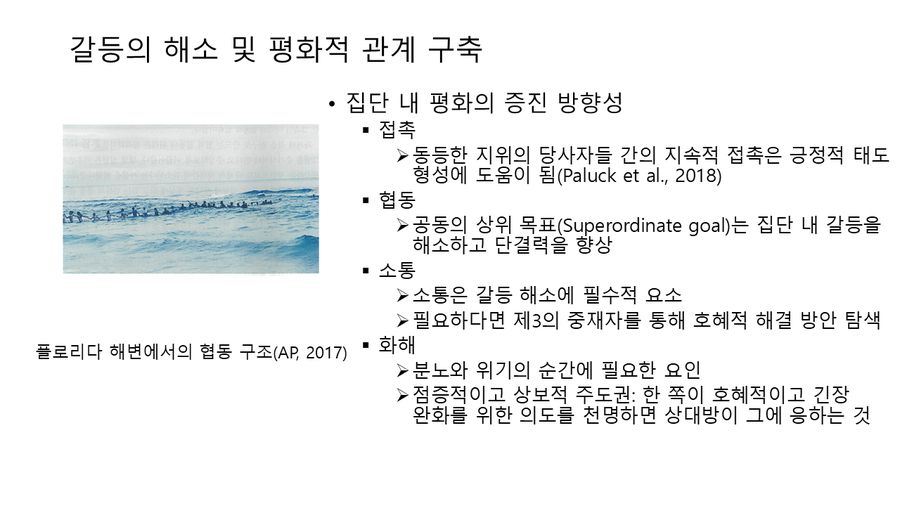 갈등의 해소 및 평화적 관계 구축
• 집단 내 평화의 증진 방향성
▪ 접촉
➢동등한 지위의 당사자들 간의 지속적 접촉은 긍정적 태도
형성에 도움이 됨(Paluck et al., 2018)
▪ 협동
➢공동의 상위 목표(Superordinate goal)는 집단 내 갈등을
해소하고 단결력을 향상
▪ 소통
➢소통은 갈등 해소에 필수적 요소
➢필요하다면 제3의 중재자를 통해 호혜적 해결 방안 탐색
▪ 화해
➢분노와 위기의 순간에 필요한 요인
➢점증적이고 상보적 주도권: 한 쪽이 호혜적이고 긴장
완화를 위한 의도를 천명하면 상대방이 그에 응하는 것
플로리다 해변에서의 협동 구조(AP, 2017)